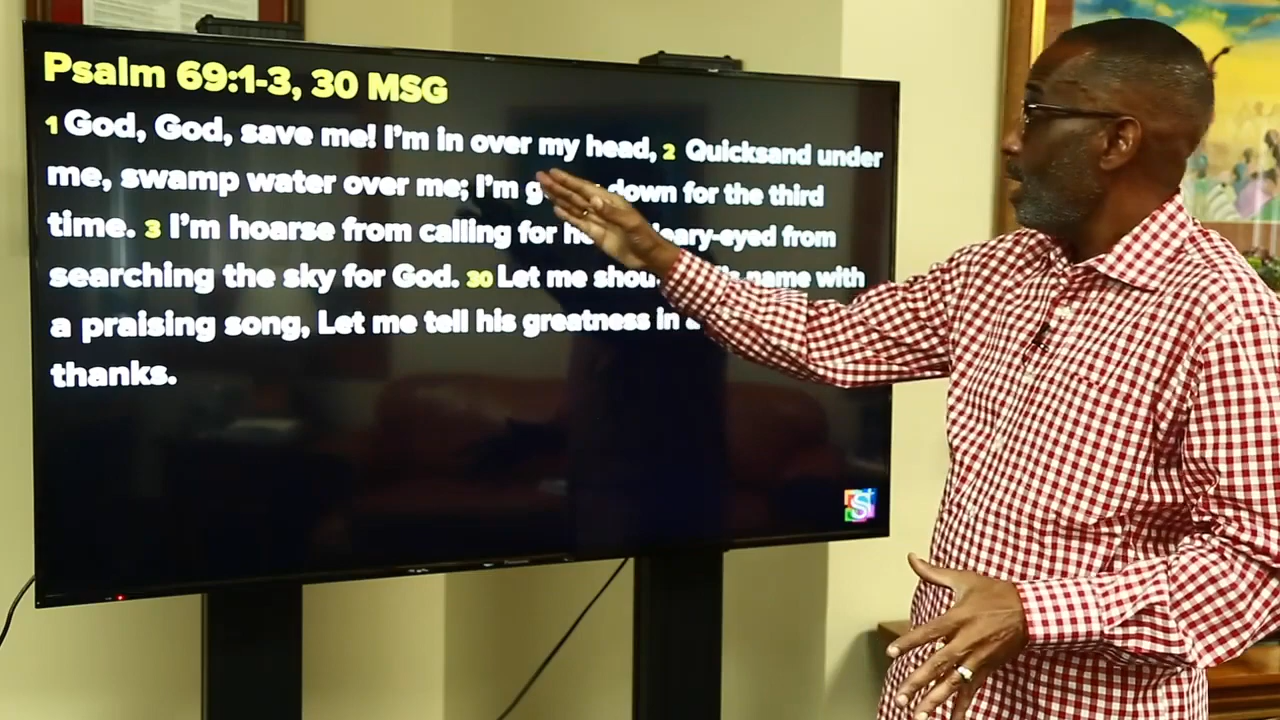 Psalm 69:1-3, 30 MSG
1 God, God, save me! I'm in over my head, 2 Quicksand under
me, swamp water over me; I'm down for the third
time. 3 I'm hoarse from calling for from
searching the sky for God. 30 Let me name with
a praising song, Let me tell his greatness in
thanks.